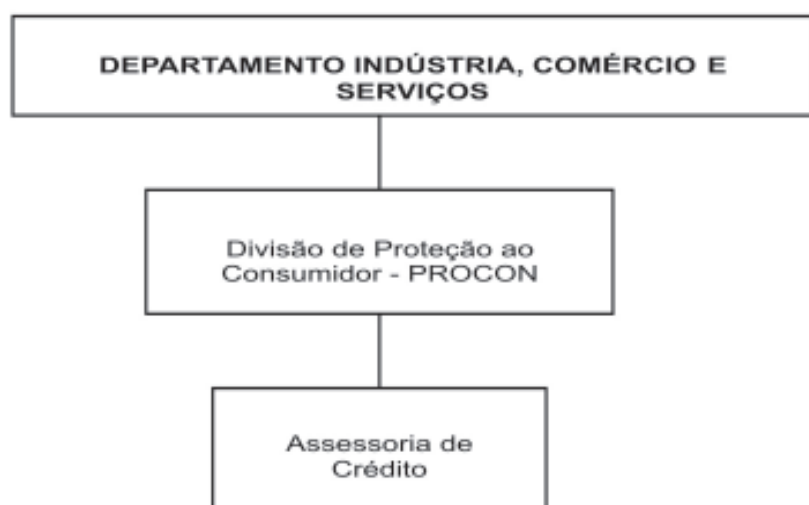 DEPARTAMENTO INDÚSTRIA, COMÉRCIO E
SERVIÇOS
Divisão de Proteção ao
Consumidor - PROCON
Assessoria de
Crédito